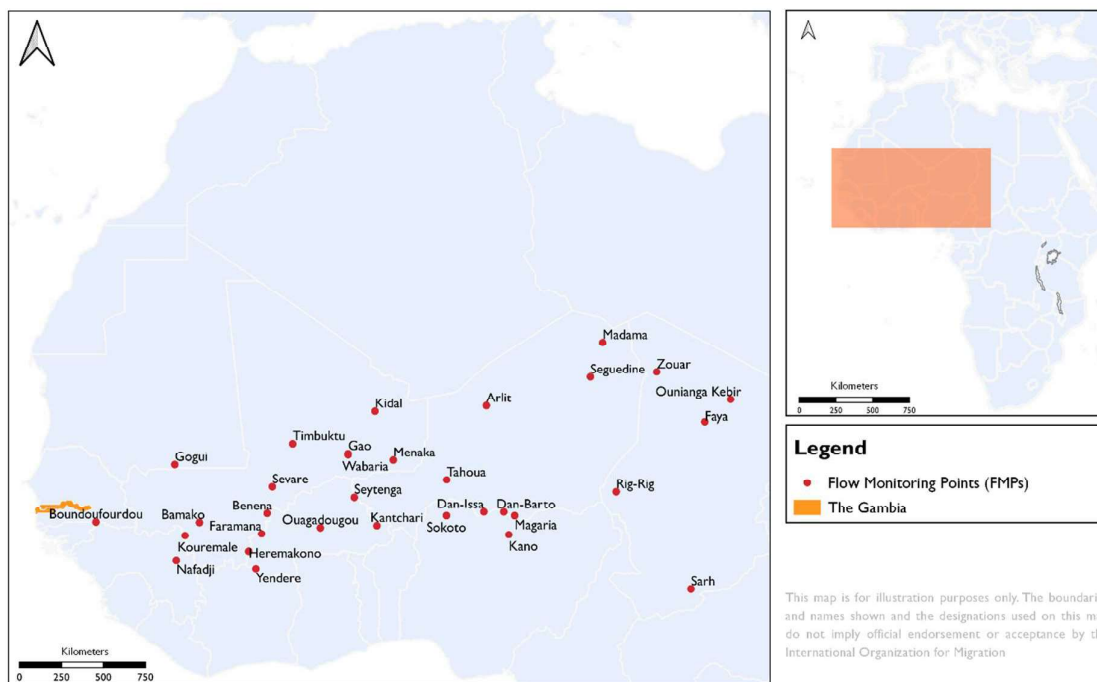 Madama
Seguedine
Zouar
Ounianga Kebir
Faya
Arlit
Kidal
Timbuktu
Gao
Wabaria
Menaka
Gogui
Tahoua
Sevare
Seytenga
Rig-Rig
Benena
Dan-Issa
Dan-Barto
Boundoufourdou
Bamako
Faramana
Ouagadougou
Kantchari
Sokoto
Magaria
Kouremale
Heremakono
Kano
Nafadji
Yendere
Sarh
Kilometers
0 250 500 750
Kilometers
0 250 500 750
Legend
Flow Monitoring Points (FMPs)
The Gambia
This map is for illustration purposes only. The boundari
and names shown and the designations used on this m
do not imply official endorsement or acceptance by th
International Organization for Migration